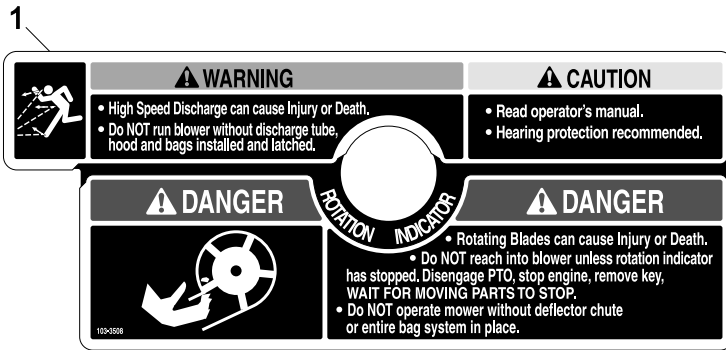 1
WARNING
• High Speed Discharge can cause Injury or Death.
• Do NOT run blower without discharge tube,
hood and bags installed and latched.
CAUTION
• Read operator's manual.
• Hearing protection recommended.
DANGER
103-3508
ROTATION INDICATOR
DANGER
• Rotating Blades can cause Injury or Death.
• Do NOT reach into blower unless rotation indicator
has stopped. Disengage PTO, stop engine, remove key,
WAIT FOR MOVING PARTS TO STOP.
• Do NOT operate mower without deflector chute
or entire bag system in place.